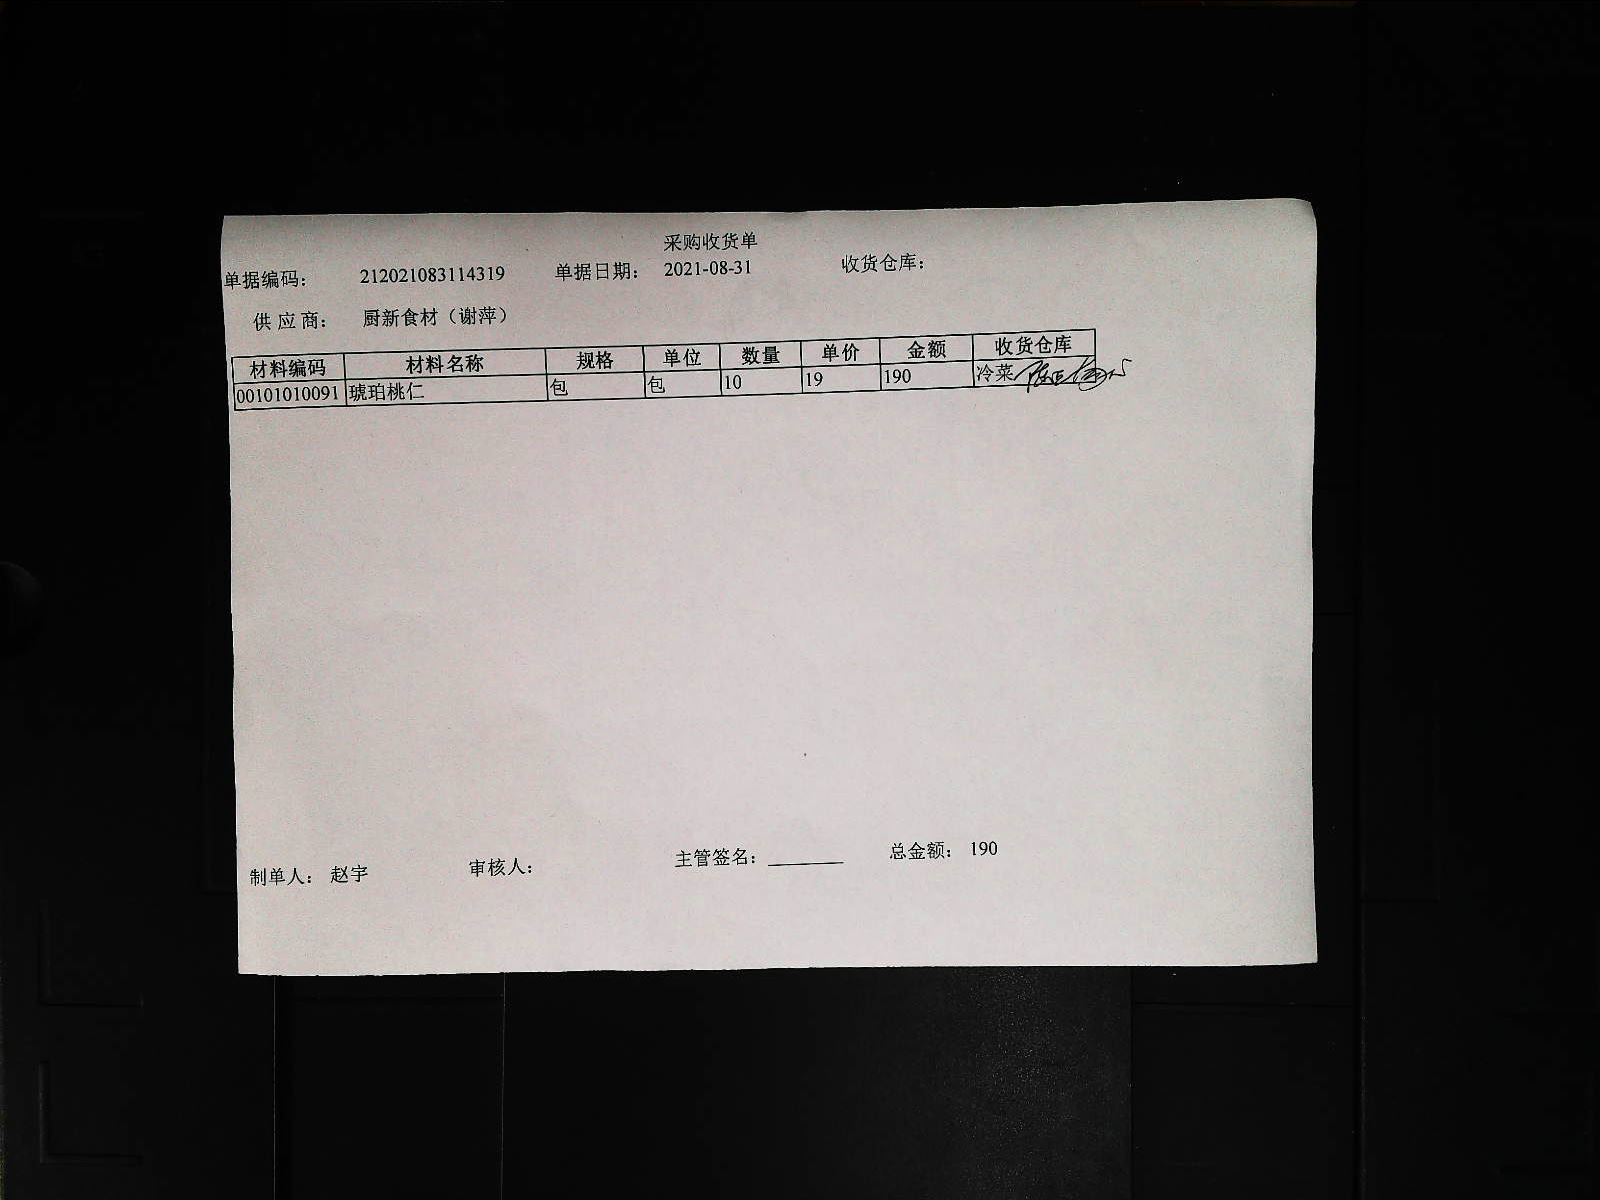 采购收货单
单据编码： 212021083114319 单据日期： 2021-08-31 收货仓库：
供 应 商： 厨新食材（谢萍）
材料编码 材料名称 规格 单位 数量 单价 金额 收货仓库
00101010091 琥珀桃仁 包 包 10 19 190 冷菜
制单人： 赵宇 审核人： 主管签名： 总金额： 190